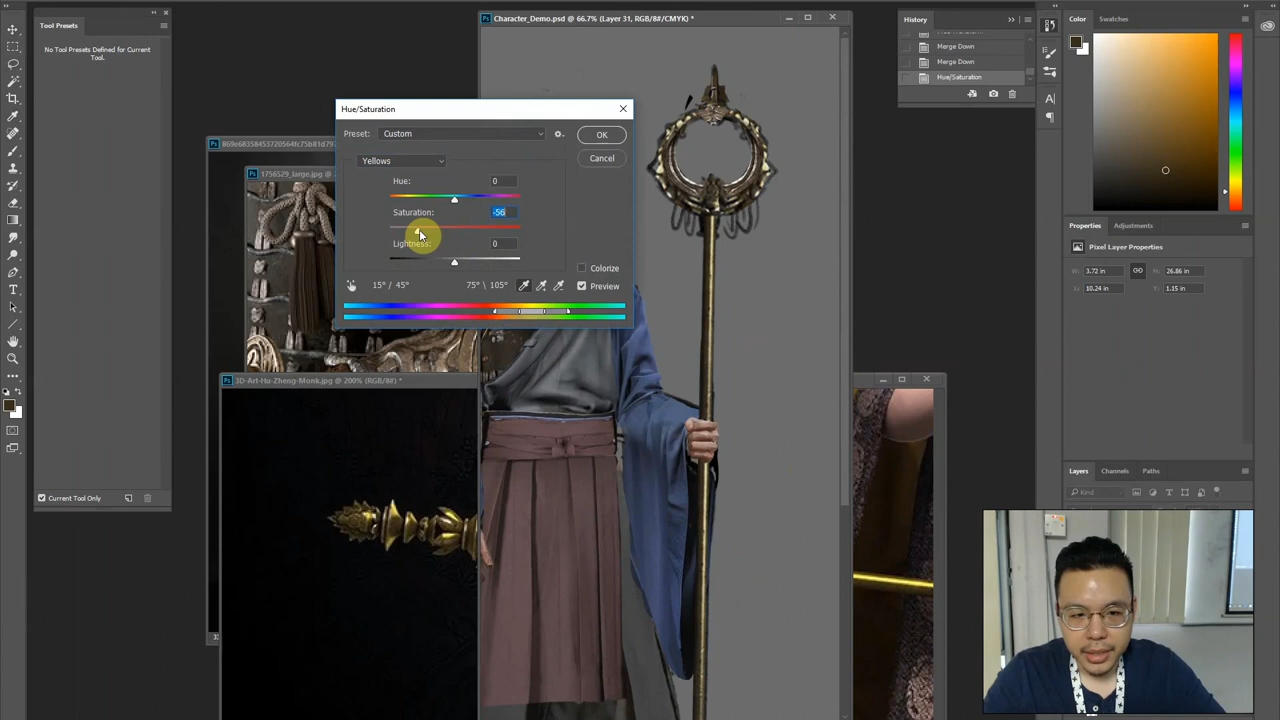 Tool Presets
No Tool Presets Defined for Current
Tool.
Current Tool Only
Character_Demo.psd @ 66.7% (Layer 31, RGB/8#/CMYK) *
1756529_large.jpg @
3D-Art-Hu-Zheng-Monk.jpg @ 200% (RGB/8#) *
Hue/Saturation
Preset:
Custom
OK
Yellows
Cancel
Hue:
0
Saturation:
-56
Lightness:
0
Colorize
15° / 45°
75° \ 105°
Preview
History
Merge Down
Merge Down
Hue/Saturation
Color
Swatches
Properties
Adjustments
Pixel Layer Properties
W: 3.72 in
H: 26.86 in
X: 10.24 in
Y: 1.15 in
Layers
Channels
Paths
Kind